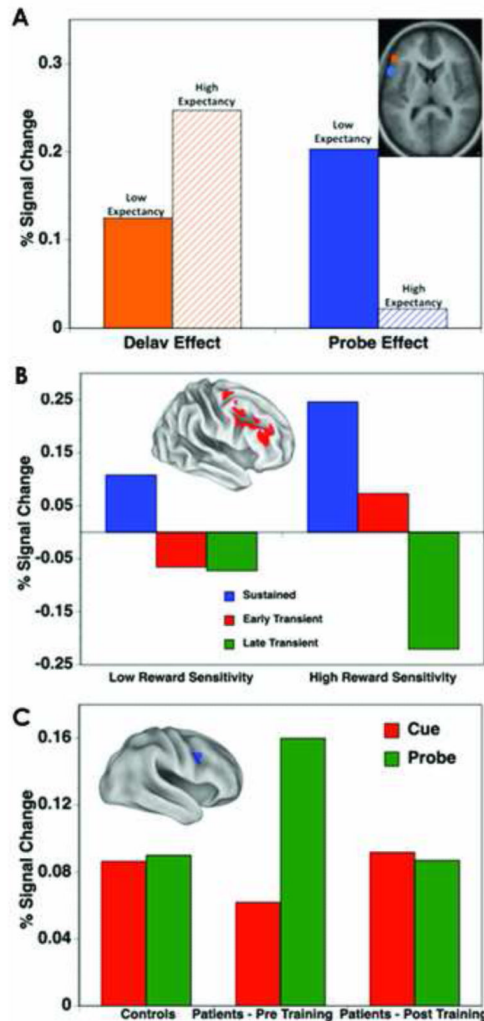 A
% Signal Change
0.3
0.2
0.1
0
Low
Expectancy
High
Expectancy
Low
Expectancy
High
Expectancy
Delay Effect
Probe Effect
B
% Signal Change
0.25
0.15
0.05
-0.05
-0.15
-0.25
Sustained
Early Transient
Late Transient
Low Reward Sensitivity
High Reward Sensitivity
C
% Signal Change
0.16
0.12
0.08
0.04
0
Cue
Probe
Controls
Patients - Pre Training
Patients - Post Training